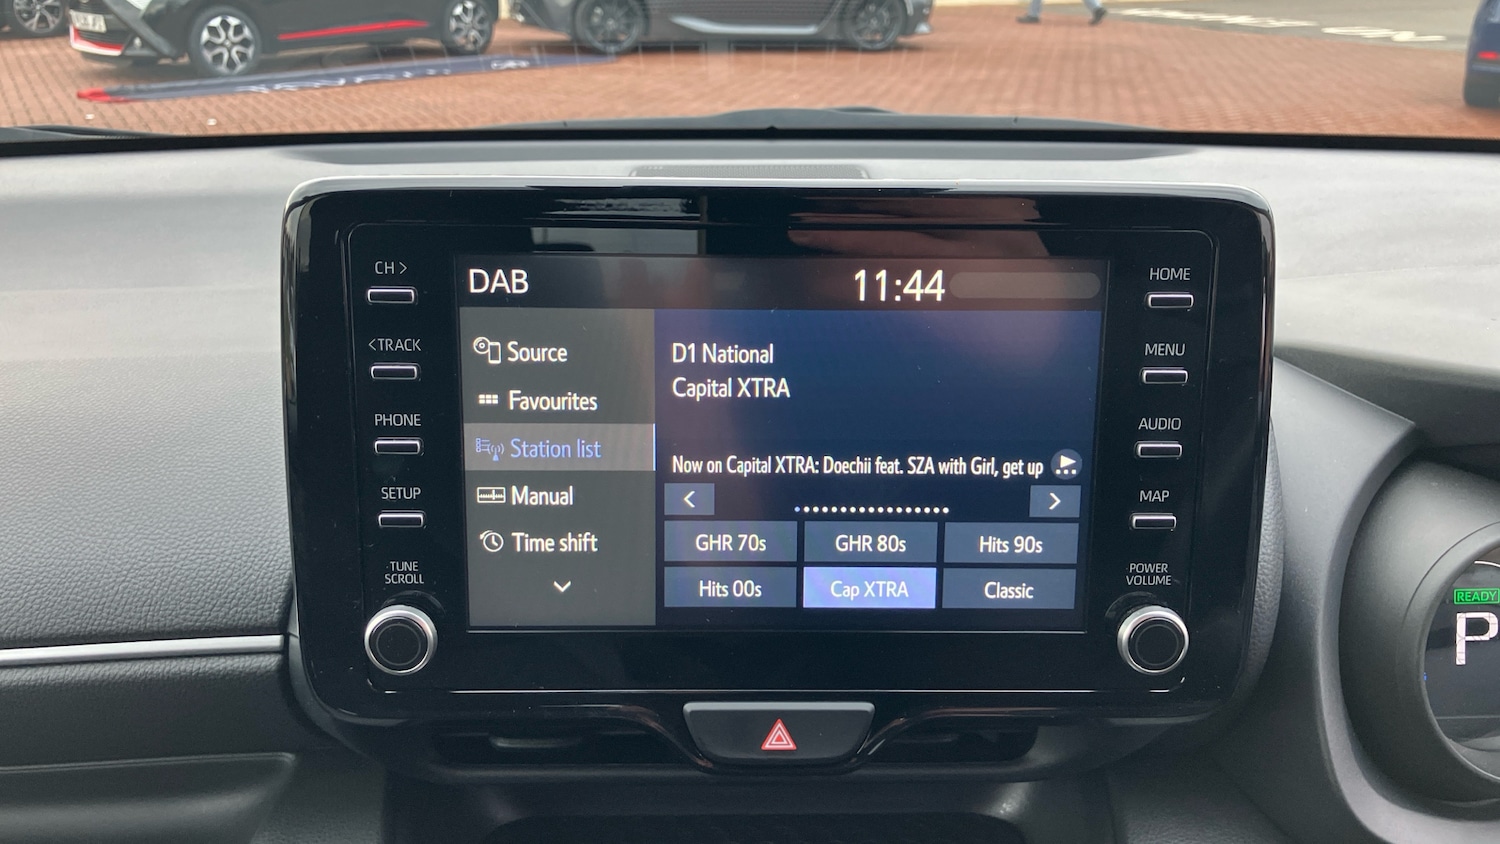 CH >
<TRACK
PHONE
SETUP
TUNE
SCROLL
DAB
11:44
Source
Favourites
Station list
Manual
Time shift
D1 National
Capital XTRA
Now on Capital XTRA: Doechii feat. SZA with Girl, get up
<
>
GHR 70s
GHR 80s
Hits 90s
Hits 00s
Cap XTRA
Classic
HOME
MENU
AUDIO
MAP
POWER
VOLUME
READY
P